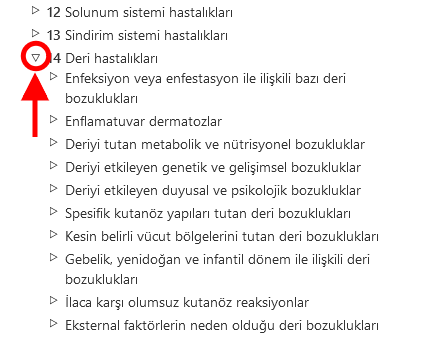 12 Solunum sistemi hastalıkları
13 Sindirim sistemi hastalıkları
14 Deri hastalıkları
Enfeksiyon veya enfestasyon ile ilişkili bazı deri
bozuklukları
Enflamatuvar dermatozlar
Deriyi tutan metabolik ve nütrisyonel bozukluklar
Deriyi etkileyen genetik ve gelişimsel bozukluklar
Deriyi etkileyen duyusal ve psikolojik bozukluklar
Spesifik kutanöz yapıları tutan deri bozuklukları
Kesin belirli vücut bölgelerini tutan deri bozuklukları
Gebelik, yenidoğan ve infantil dönem ile ilişkili deri
bozuklukları
İlaca karşı olumsuz kutanöz reaksiyonlar
Eksternal faktörlerin neden olduğu deri bozuklukları